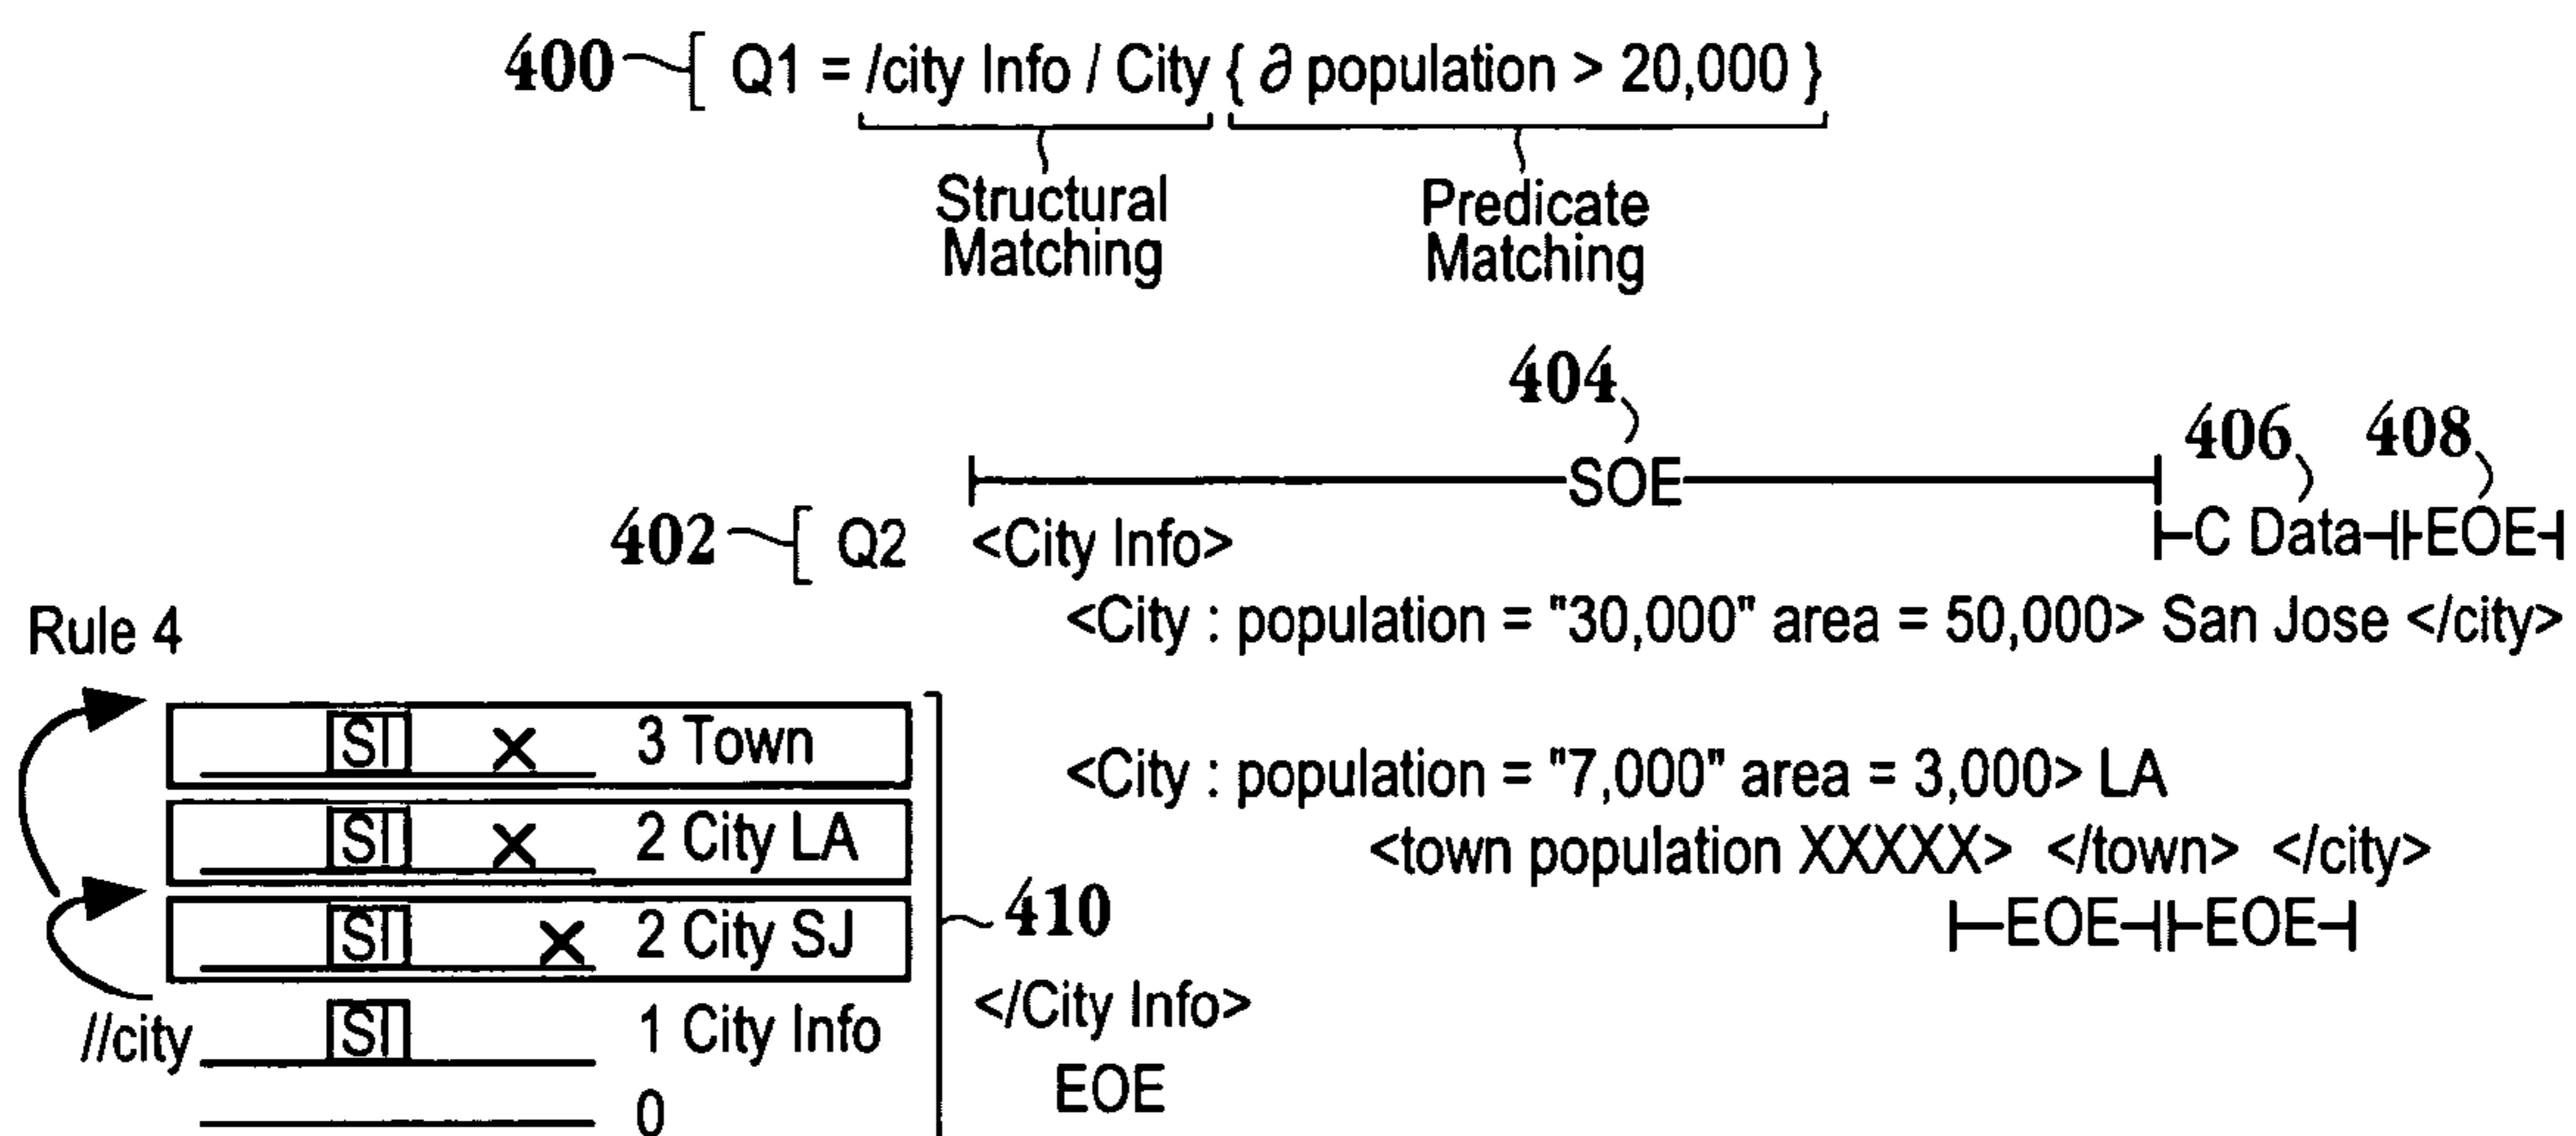 400 Q1 = /city Info / City { ∂ population > 20,000 }
Structural Matching
Predicate Matching
404
SOE
406 408
402 Q2 <City Info>
C Data EOE
<City : population = "30,000" area = 50,000> San Jose </city>
Rule 4
SI X 3 Town
<City : population = "7,000" area = 3,000> LA
SI X 2 City LA
<town population XXXXX> </town> </city>
SI X 2 City SJ
410
EOE EOE
//city SI 1 City Info
</City Info>
EOE
0